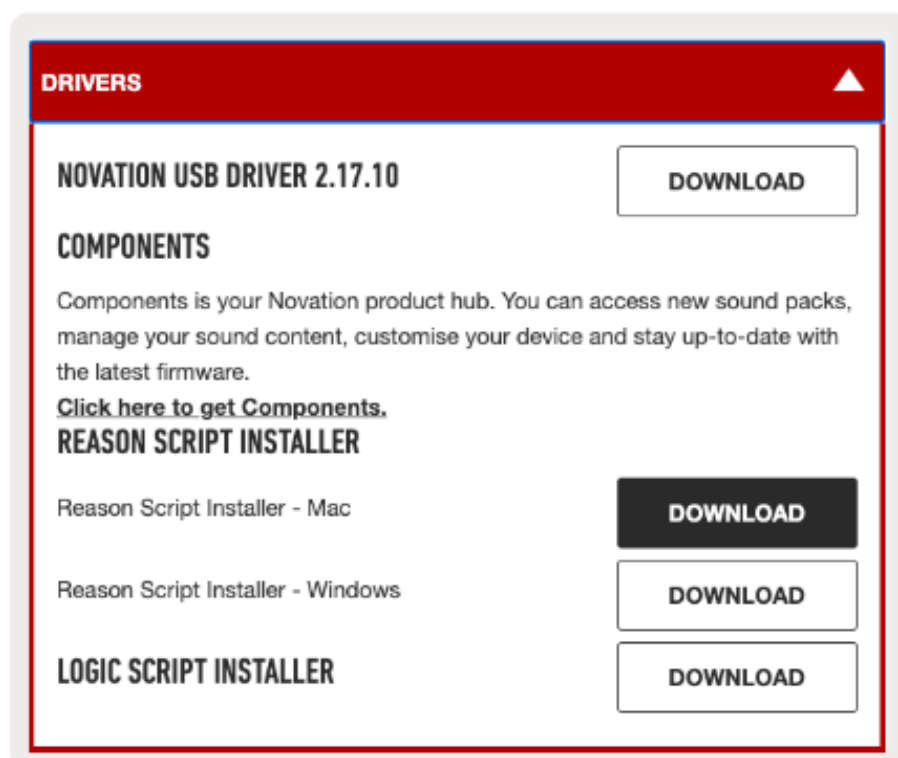 DRIVERS
NOVATION USB DRIVER 2.17.10
DOWNLOAD
COMPONENTS
Components is your Novation product hub. You can access new sound packs,
manage your sound content, customise your device and stay up-to-date with
the latest firmware.
Click here to get Components.
REASON SCRIPT INSTALLER
Reason Script Installer - Mac
DOWNLOAD
Reason Script Installer - Windows
DOWNLOAD
LOGIC SCRIPT INSTALLER
DOWNLOAD